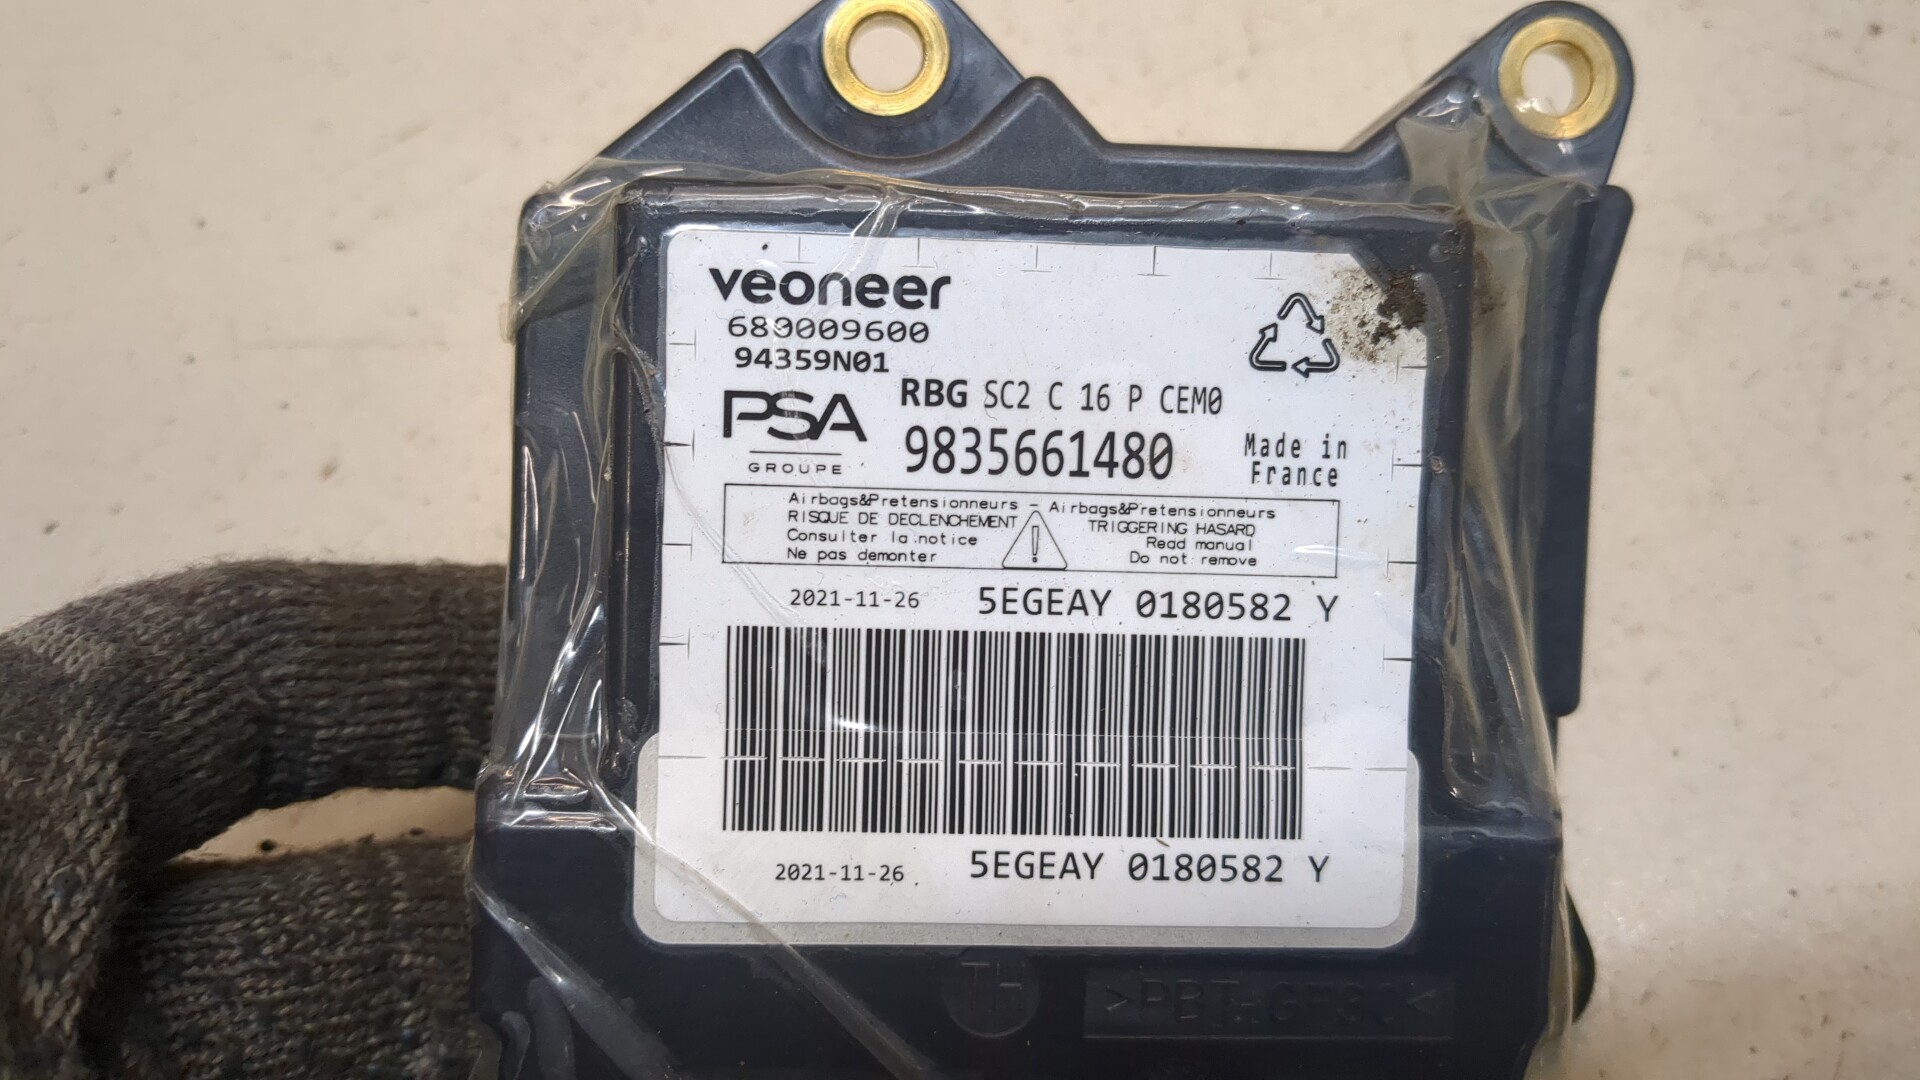 veoneer
680009600
94359N01
RBG SC2 C 16 P CEM0
PSA
GROUPE
9835661480
Made in
France
Airbags&Pretensionneurs - Airbags&Pretensionneurs
RISQUE DE DECLENCHEMENT
Consulter la notice
Ne pas demonter
TRIGGERING HASARD
Read manual
Do not remove
2021-11-26 5EGEAY 0180582 Y
2021-11-26 5EGEAY 0180582 Y
TH